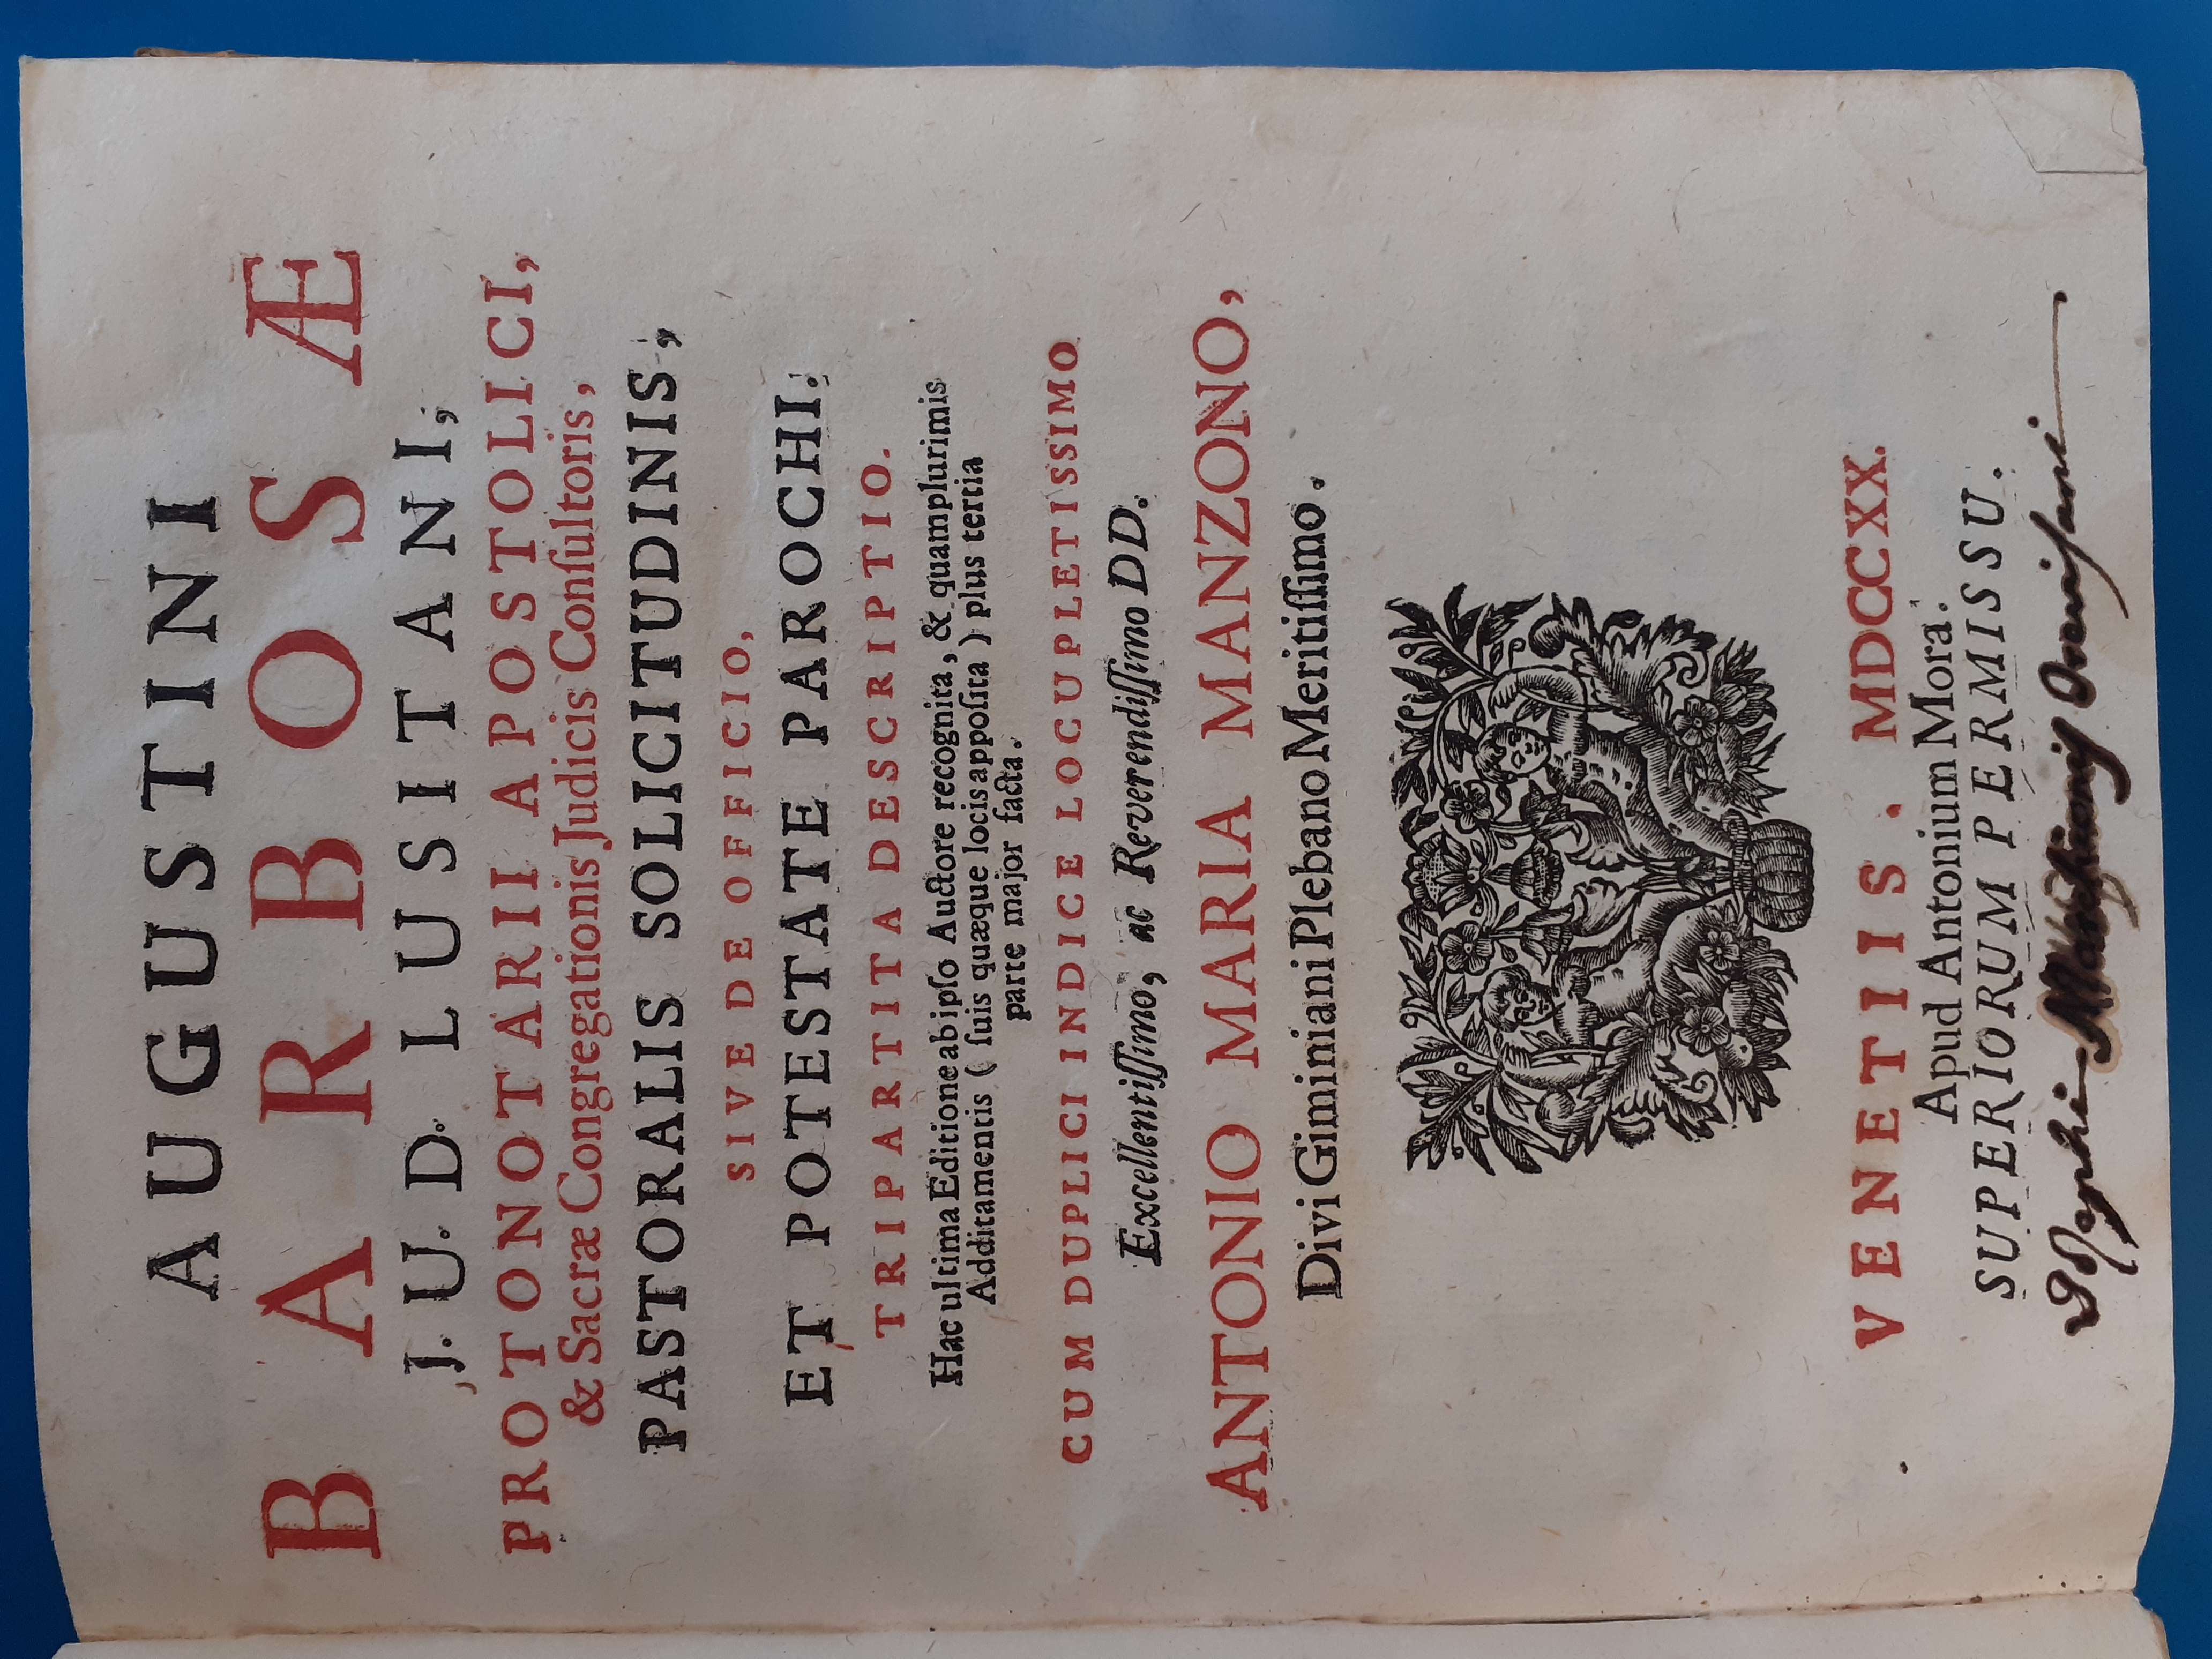 AUGUSTINI
BARBOSÆ
J. U. D. LUSITANI,
PROTONOTARII APOSTOLICI,
& Sacræ Congregationis Judicis Conſultoris,
PASTORALIS SOLICITUDINIS,
SIVE DE OFFICIO,
ET POTESTATE PAROCHI.
TRIPARTITA DESCRIPTIO.
Hac ultima Editione ab ipſo Auctore recognita, & quamplurimis
Additamentis ( ſuis quæque locis appoſita ) plus tertia
parte major facta.
CUM DUPLICI INDICE LOCUPLETISSIMO
Excellentiſſimo, ac Reverendiſſimo DD.
ANTONIO MARIA MANZONO,
Divi Giminiani Plebano Meritiſſimo.
VENETIIS. MDCCXX.
Apud Antonium Mora.
SUPERIORUM PERMISSU.